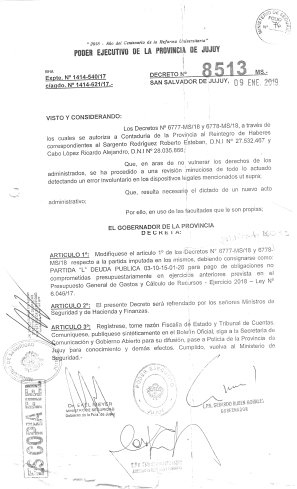 "2018 - Año del Centenario de la Reforma Universitaria"
PODER EJECUTIVO DE LA PROVINCIA DE JUJUY
Expte. Nº 1414-540/17
c/agdo. Nº 1414-621/17.-
DECRETO Nº 8513 MS.-
SAN SALVADOR DE JUJUY, 09 ENE. 2019
VISTO Y CONSIDERANDO:
Los Decretos Nº 6777-MS/18 y 6778-MS/18, a través de
los cuales se autoriza a Contaduría de la Provincia al Reintegro de Haberes
correspondientes al Sargento Rodríguez Roberto Esteban, D.N.I Nº 27.532.467 y
Cabo López Ricardo Alejandro, D.N.I Nº 28.035.866;
Que, en aras de no vulnerar los derechos de los
administrados, se ha procedido a una revisión minuciosa de todo lo actuado
detectando un error involuntario en los dispositivos legales mencionados ut supra;
Que, resulta necesario el dictado de un nuevo acto
administrativo;
Por ello, en uso de las facultades que le son propias;
EL GOBERNADOR DE LA PROVINCIA
D E C R E T A:
ARTICULO 1º: Modifíquese el artículo 1º de los Decretos Nº 6777-MS/18 y 6778-
MS/18 respecto a la partida imputada en los mismos, debiendo consignarse como:
PARTIDA "L" DEUDA PUBLICA 03-10-15-01-26 para pago de obligaciones no
comprometidas presupuestariamente en ejercicios anteriores prevista en el
Presupuesto General de Gastos y Cálculo de Recursos - Ejercicio 2018 – Ley Nº
6.046/17.
ARTICULO 2º: El presente Decreto será refrendado por los señores Ministros de
Seguridad y de Hacienda y Finanzas.
ARTÍCULO 3º: Regístrese, tome razón Fiscalía de Estado y Tribunal de Cuentas.
Comuníquese, publíquese sintéticamente en el Boletín Oficial, siga a la Secretaría de
Comunicación y Gobierno Abierto para su difusión, pase a Policía de la Provincia de
Jujuy para conocimiento y demás efectos. Cumplido, vuelva al Ministerio de
Seguridad.-
ES COPIA FIEL
JUJUY
C.P.N. GERARDO RUBEN MORALES
GOBERNADOR